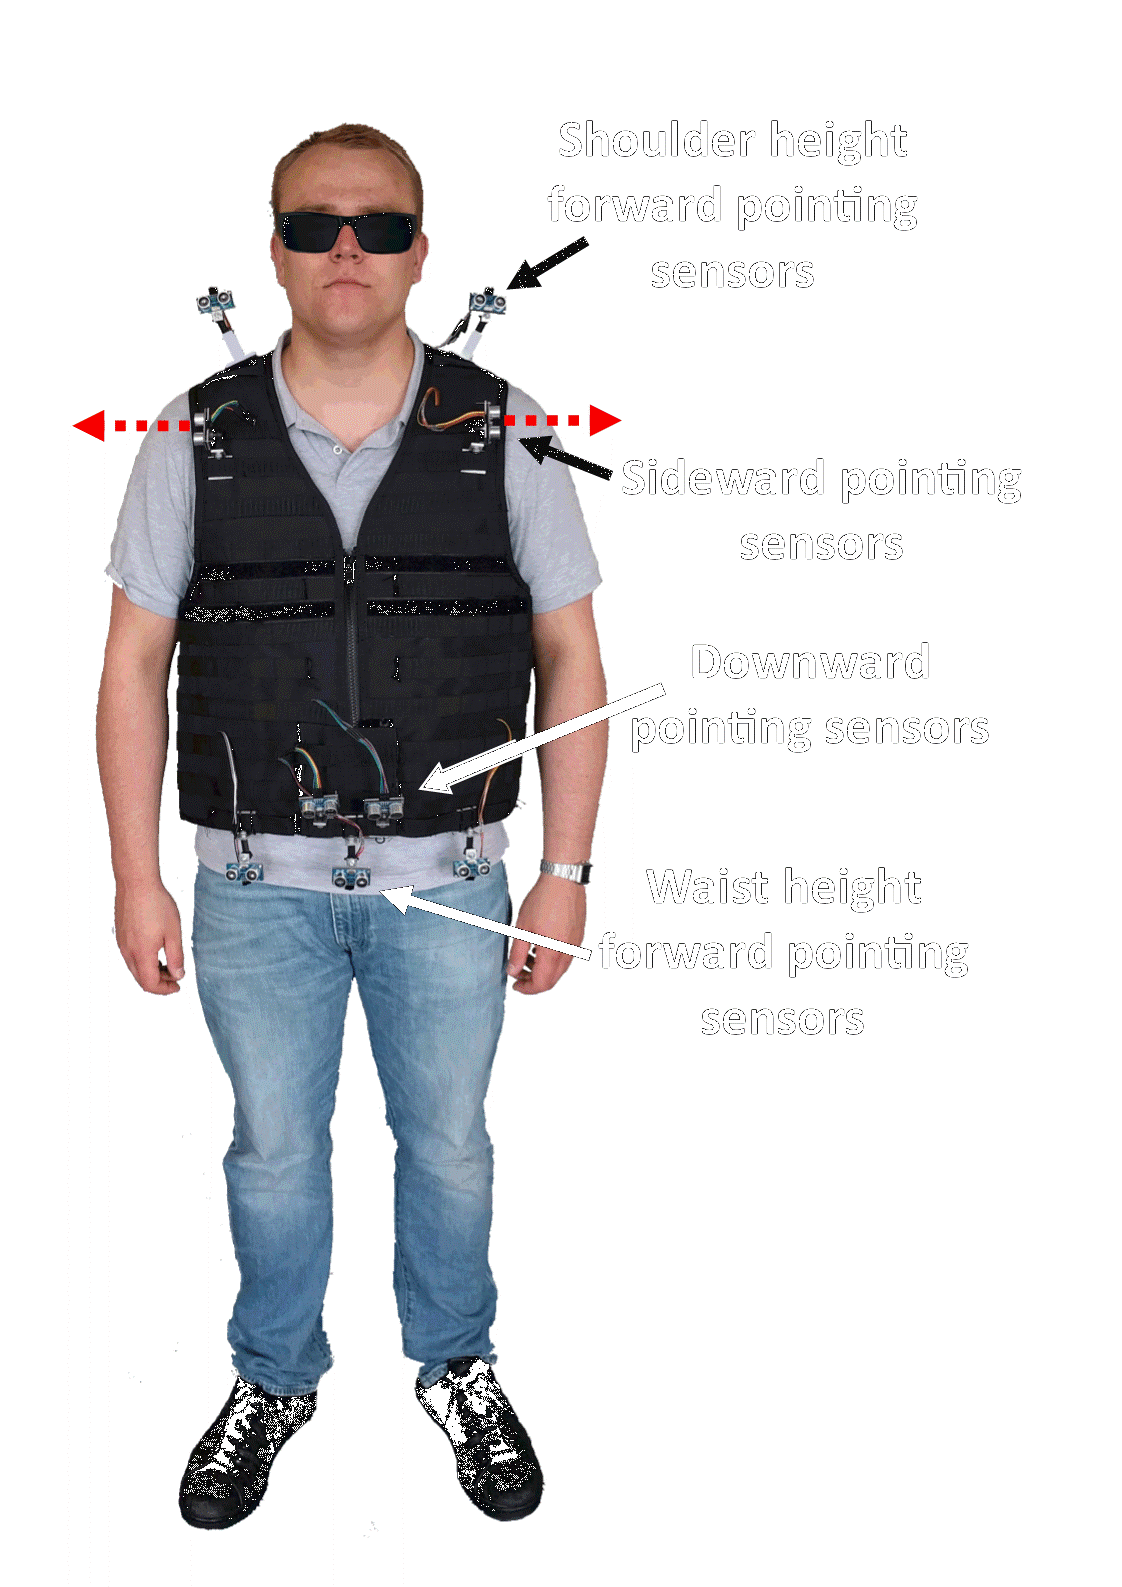 Shoulder height
forward pointing
sensors
Sideward pointing
sensors
Downward
pointing sensors
Waist height
forward pointing
sensors